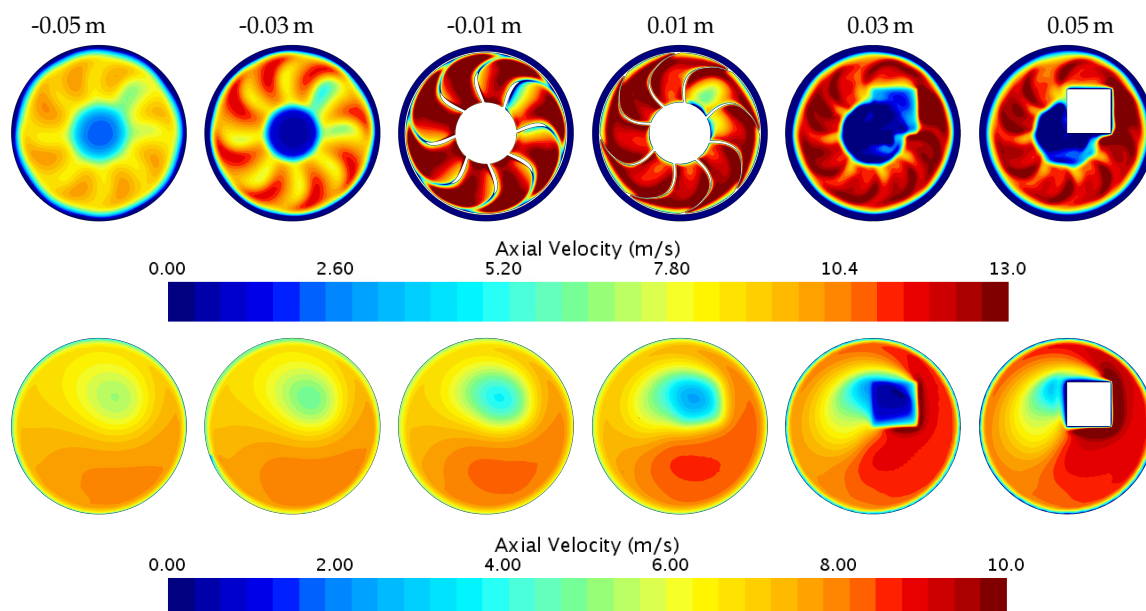 -0.05 m -0.03 m -0.01 m 0.01 m 0.03 m 0.05 m
Axial Velocity (m/s)
0.00 2.60 5.20 7.80 10.4 13.0
Axial Velocity (m/s)
0.00 2.00 4.00 6.00 8.00 10.0